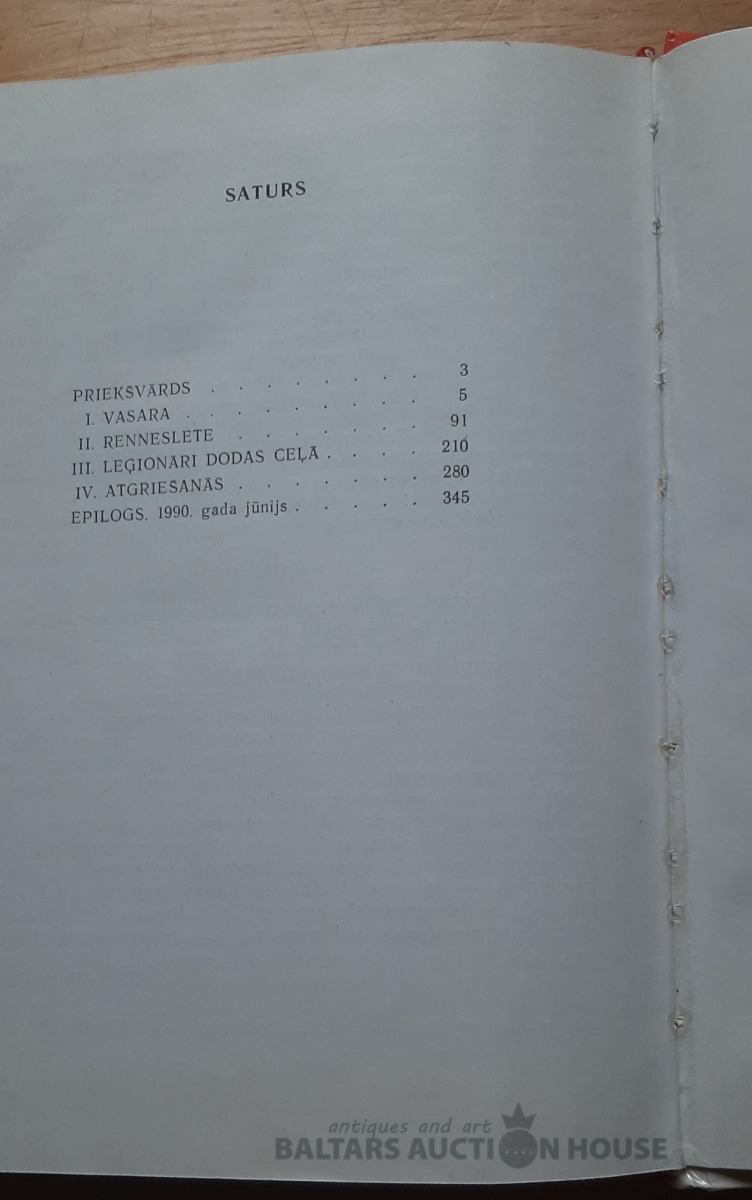 SATURS
PRIEKŠVĀRDS . . . . . . . . 3
I. VASARA . . . . . . . . . 5
II. RENNESLETE . . . . . . . 91
III. LEĢIONĀRI DODAS CEĻĀ . . . . 210
IV. ATGRIEŠANĀS . . . . . . . 280
EPILOGS. 1990. gada jūnijs . . . . . 345
antiques and art
BALTARS AUCTION HOUSE